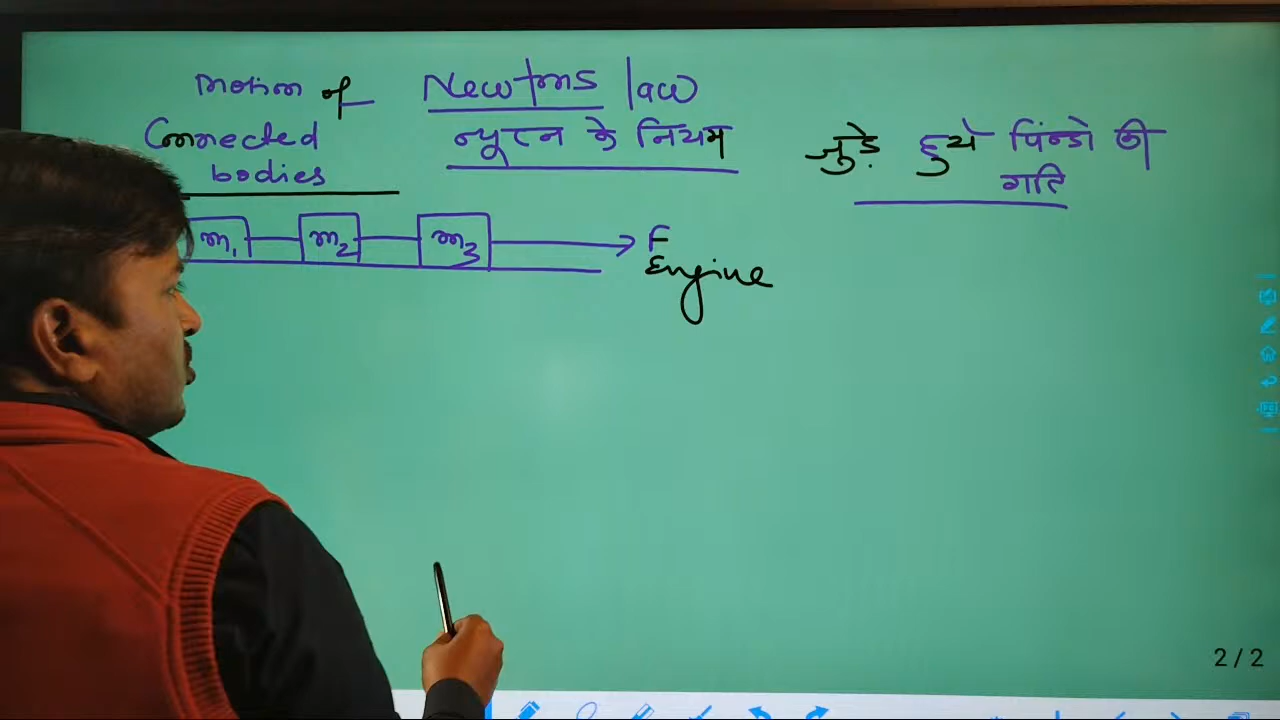 Motion of
Connected
bodies
Newtons law
न्यूटन के नियम
जुड़े हुये पिन्डो की
गति
m₁ m₂ m₃ F
Engine
2/2